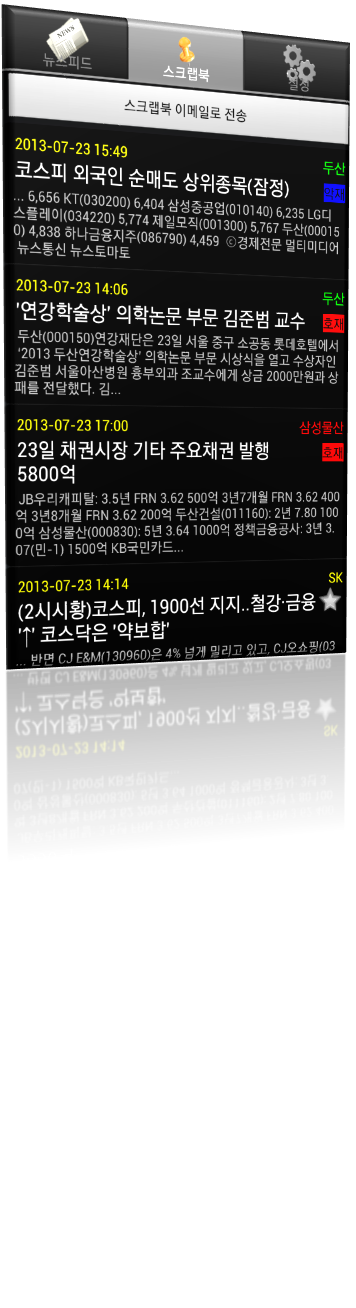 NEWS
뉴스피드
스크랩북
설정
스크랩북 이메일로 전송
2013-07-23 15:49
두산
코스피 외국인 순매도 상위종목(잠정)
악재
... 6,656 KT(030200) 6,404 삼성중공업(010140) 6,235 LG디
스플레이(034220) 5,774 제일모직(001300) 5,767 두산(00015
0) 4,838 하나금융지주(086790) 4,459 ⓒ경제전문 멀티미디어
뉴스통신 뉴스토마토
2013-07-23 14:06
두산
'연강학술상' 의학논문 부문 김준범 교수
호재
두산(000150)연강재단은 23일 서울 중구 소공동 롯데호텔에서
‘2013 두산연강학술상’ 의학논문 부문 시상식을 열고 수상자인
김준범 서울아산병원 흉부외과 조교수에게 상금 2000만원과 상
패를 전달했다. 김...
2013-07-23 17:00
삼성물산
23일 채권시장 기타 주요채권 발행
5800억
호재
JB우리캐피탈: 3.5년 FRN 3.62 500억 3년7개월 FRN 3.62 400
억 3년8개월 FRN 3.62 200억 두산건설(011160): 2년 7.80 100
0억 삼성물산(000830): 5년 3.64 1000억 정책금융공사: 3년 3.
07(민-1) 1500억 KB국민카드...
2013-07-23 14:14
SK
(2시시황)코스피, 1900선 지지..철강·금융
'↑' 코스닥은 '약보합'
... 반면 CJ E&M(130960)은 4% 넘게 밀리고 있고, CJ오쇼핑(03